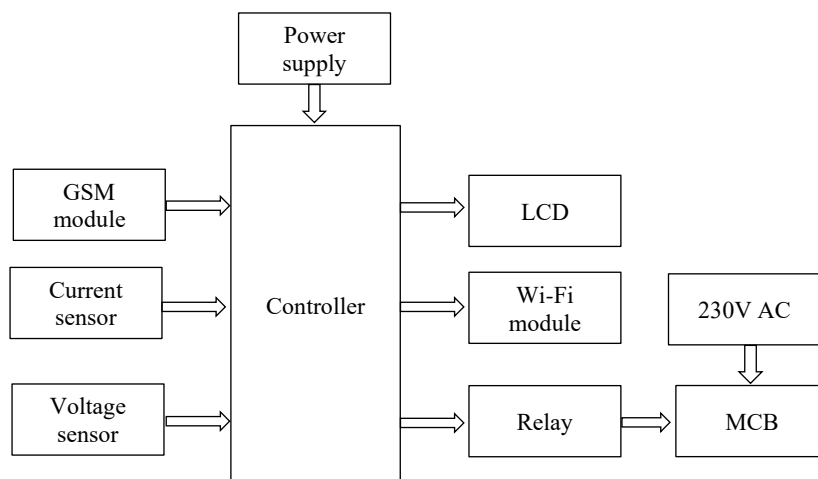 Power
supply
GSM
module
LCD
Current
sensor
Controller
Wi-Fi
module
230V AC
Voltage
sensor
Relay
MCB